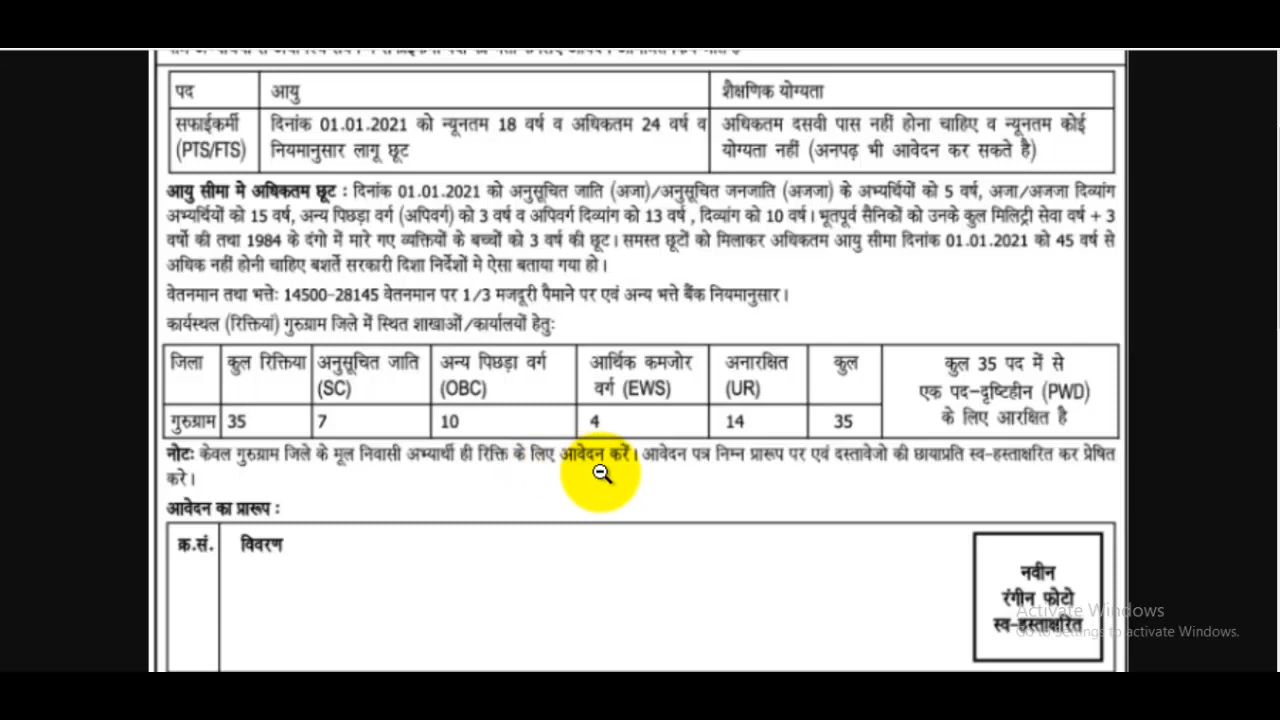 पद
आयु
शैक्षणिक योग्यता
सफाईकर्मी
(PTS/FTS)
दिनांक 01.01.2021 को न्यूनतम 18 वर्ष व अधिकतम 24 वर्ष व
नियमानुसार लागू छूट
अधिकतम दसवी पास नहीं होना चाहिए व न्यूनतम कोई
योग्यता नहीं (अनपढ़ भी आवेदन कर सकते है)
आयु सीमा मे अधिकतम छूट : दिनांक 01.01.2021 को अनुसूचित जाति (अजा)/अनुसूचित जनजाति (अजजा) के अभ्यर्थियों को 5 वर्ष, अजा/अजजा दिव्यांग
अभ्यर्थियों को 15 वर्ष, अन्य पिछड़ा वर्ग (अपिवर्ग) को 3 वर्ष व अपिवर्ग दिव्यांग को 13 वर्ष , दिव्यांग को 10 वर्ष। भूतपूर्व सैनिकों को उनके कुल मिलिट्री सेवा वर्ष + 3
वर्षो की तथा 1984 के दंगो में मारे गए व्यक्तियों के बच्चों को 3 वर्ष की छूट। समस्त छूटों को मिलाकर अधिकतम आयु सीमा दिनांक 01.01.2021 को 45 वर्ष से
अधिक नहीं होनी चाहिए बशर्ते सरकारी दिशा निर्देशों मे ऐसा बताया गया हो।
वेतनमान तथा भत्ते: 14500-28145 वेतनमान पर 1/3 मजदूरी पैमाने पर एवं अन्य भत्ते बैंक नियमानुसार।
कार्यस्थल (रिक्तियां) गुरुग्राम जिले में स्थित शाखाओं/कार्यालयों हेतु:
जिला
कुल रिक्तिया
अनुसूचित जाति
(SC)
अन्य पिछड़ा वर्ग
(OBC)
आर्थिक कमजोर
वर्ग (EWS)
अनारक्षित
(UR)
कुल
कुल 35 पद में से
एक पद-दृष्टिहीन (PWD)
के लिए आरक्षित है
गुरुग्राम
35
7
10
4
14
35
नोट: केवल गुरुग्राम जिले के मूल निवासी अभ्यार्थी ही रिक्ति के लिए आवेदन करें। आवेदन पत्र निम्न प्रारूप पर एवं दस्तावेजो की छायाप्रति स्व-हस्ताक्षरित कर प्रेषित
करे।
आवेदन का प्रारूप :
क्र.सं.
विवरण
नवीन
रंगीन फोटो
स्व-हस्ताक्षरित
Activate Windows
Go to Settings to activate Windows.